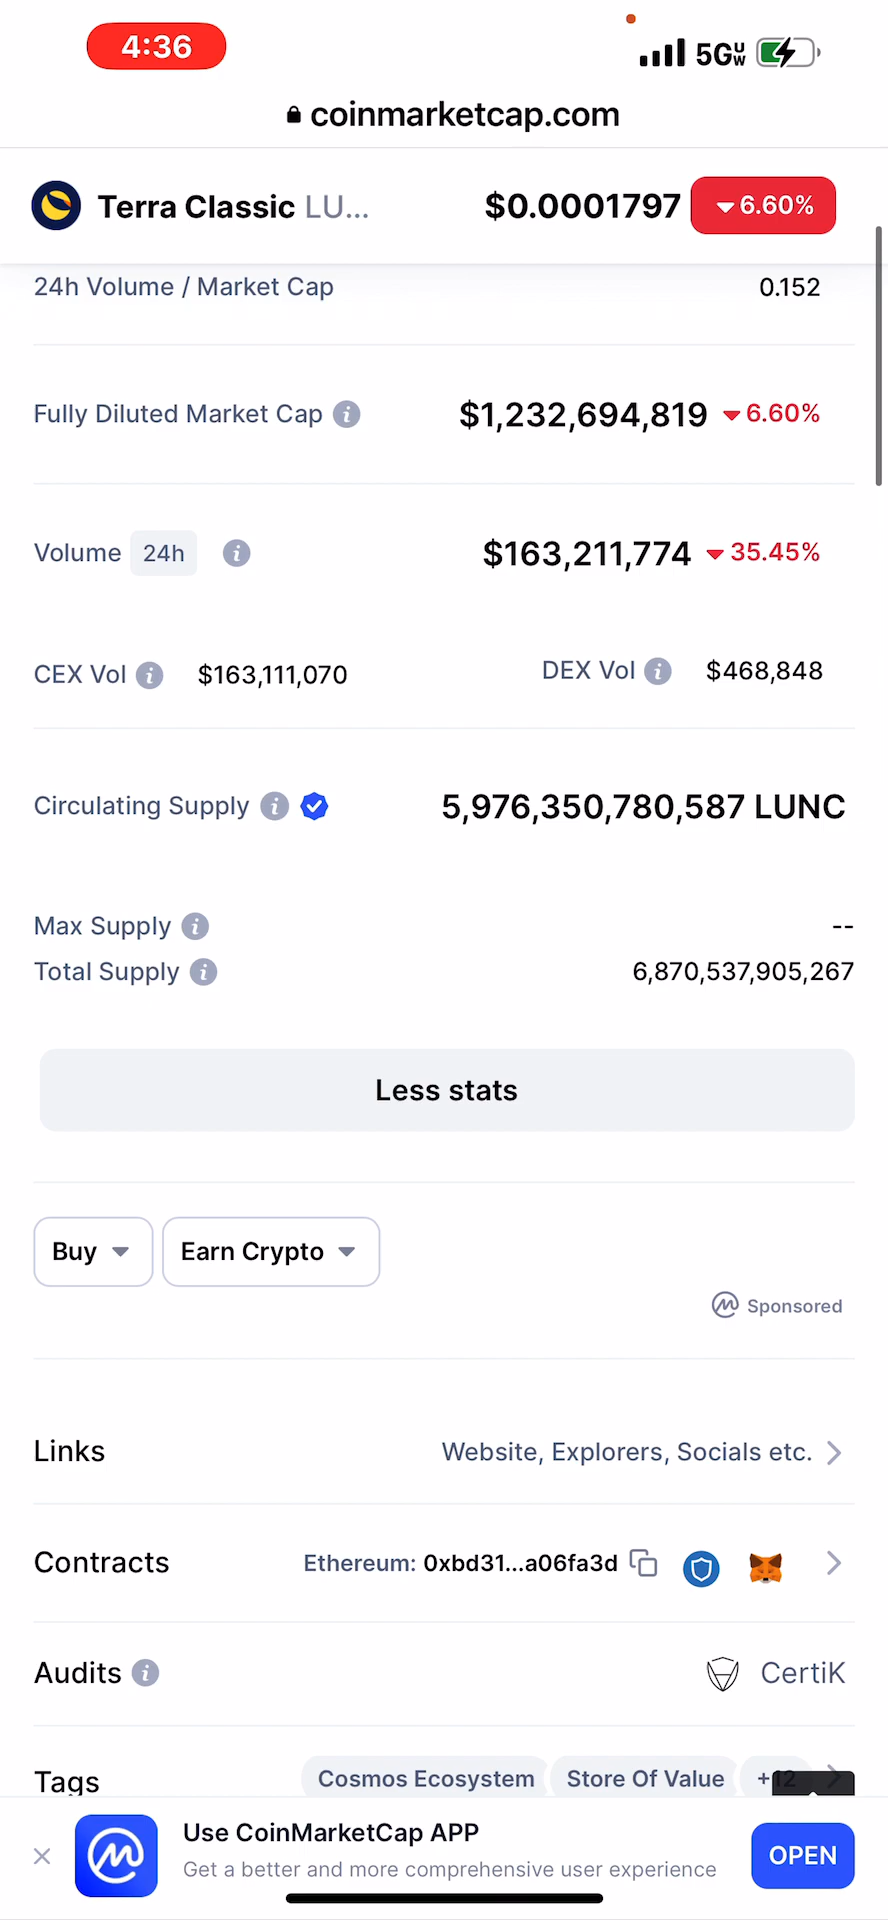 4:36
5G UW
coinmarketcap.com
Terra Classic LU... $0.0001797 6.60%
24h Volume / Market Cap 0.152
Fully Diluted Market Cap $1,232,694,819 6.60%
Volume 24h $163,211,774 35.45%
CEX Vol $163,111,070 DEX Vol $468,848
Circulating Supply 5,976,350,780,587 LUNC
Max Supply --
Total Supply 6,870,537,905,267
Less stats
Buy Earn Crypto
Sponsored
Links Website, Explorers, Socials etc.
Contracts Ethereum: 0xbd31...a06fa3d
Audits CertiK
Tags Cosmos Ecosystem Store Of Value +12
Use CoinMarketCap APP
Get a better and more comprehensive user experience
OPEN